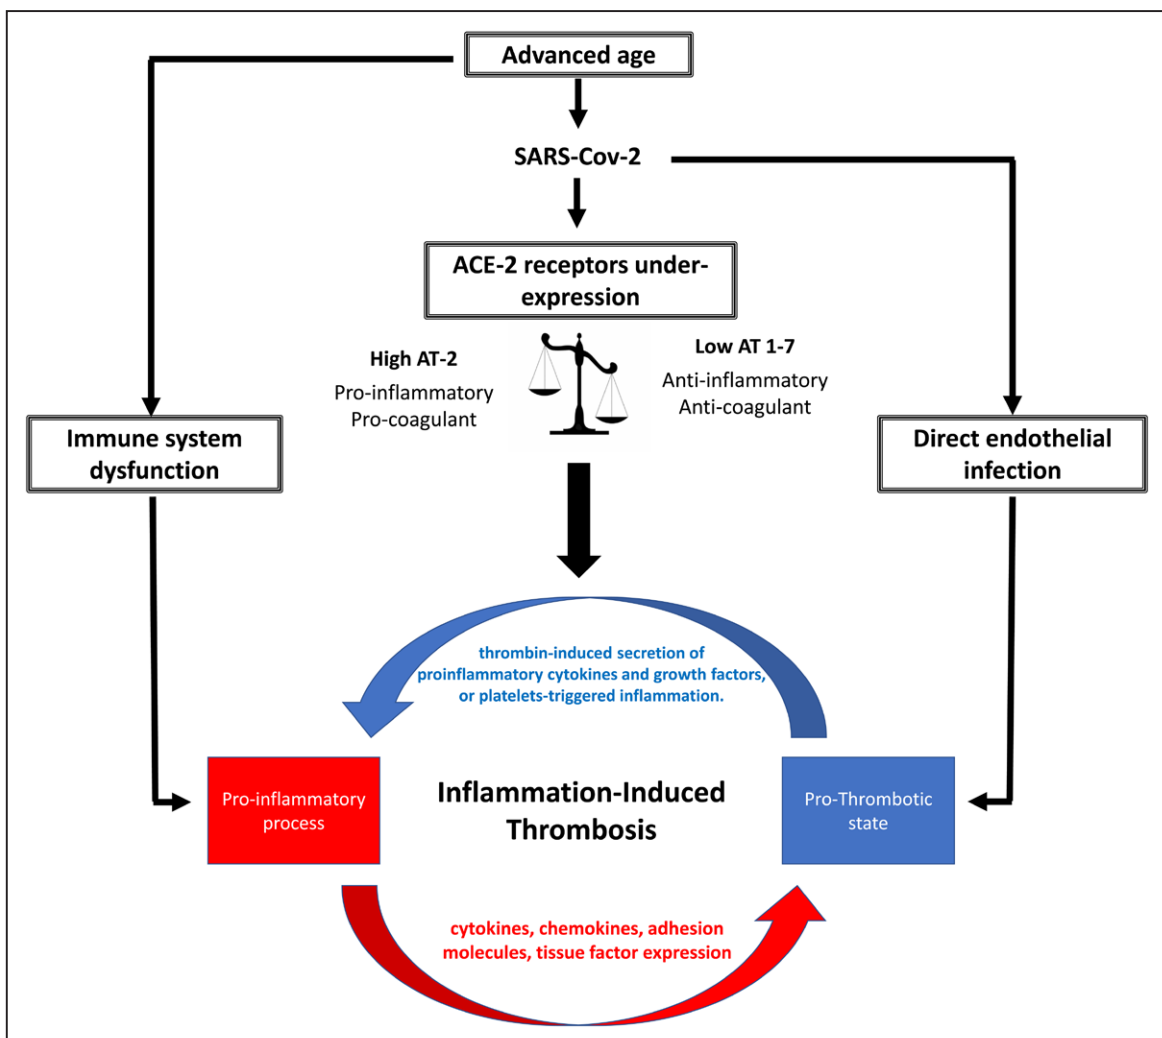 Advanced age
SARS-Cov-2
ACE-2 receptors under-
expression
High AT-2
Pro-inflammatory
Pro-coagulant
Low AT 1-7
Anti-inflammatory
Anti-coagulant
Immune system
dysfunction
Direct endothelial
infection
thrombin-induced secretion of
proinflammatory cytokines and growth factors,
or platelets-triggered inflammation.
Pro-inflammatory
process
Inflammation-Induced
Thrombosis
Pro-Thrombotic
state
cytokines, chemokines, adhesion
molecules, tissue factor expression